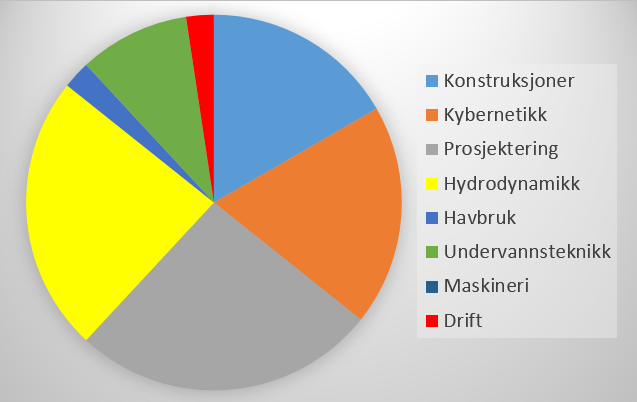 Konstruksjoner
Kybernetikk
Prosjektering
Hydrodynamikk
Havbruk
Undervannsteknikk
Maskineri
Drift